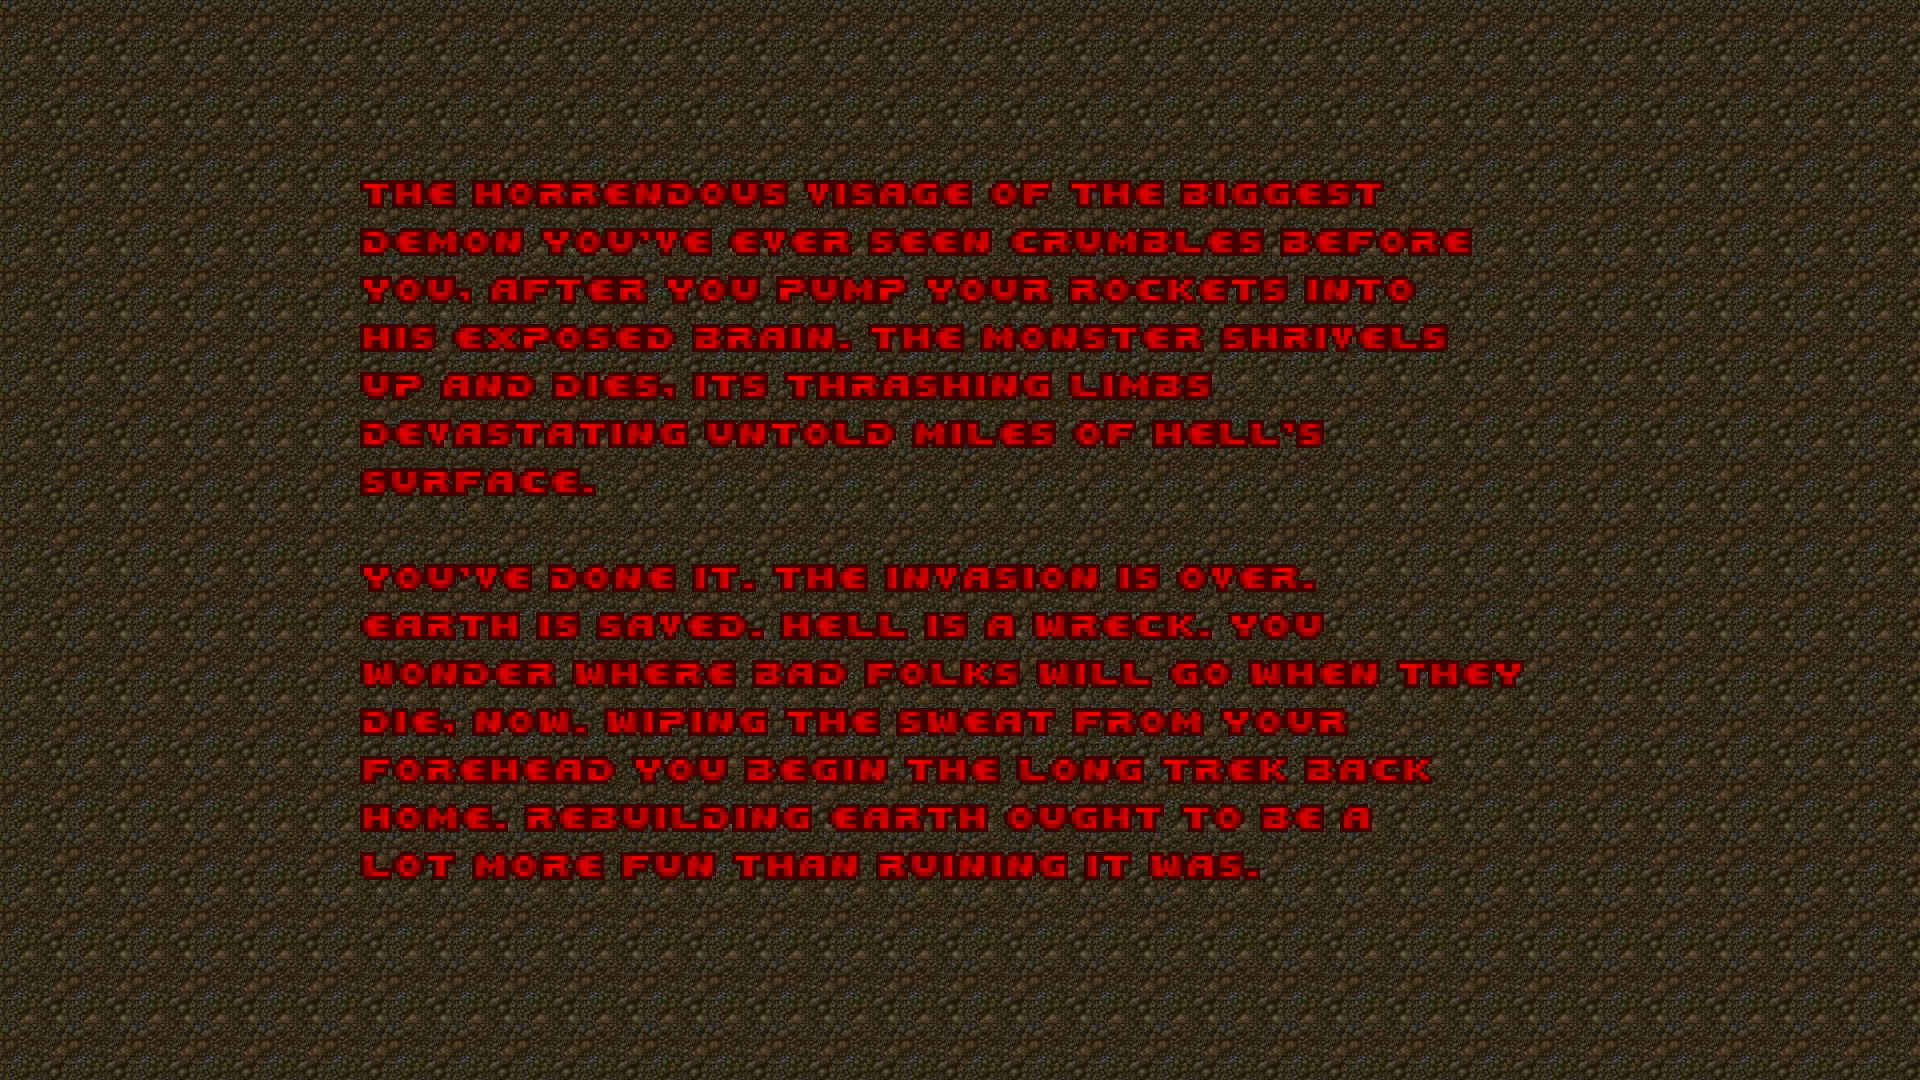 THE HORRENDOUS VISAGE OF THE BIGGEST
DEMON YOU'VE EVER SEEN CRUMBLES BEFORE
YOU, AFTER YOU PUMP YOUR ROCKETS INTO
HIS EXPOSED BRAIN. THE MONSTER SHRIVELS
UP AND DIES, ITS THRASHING LIMBS
DEVASTATING UNTOLD MILES OF HELL'S
SURFACE.

YOU'VE DONE IT. THE INVASION IS OVER.
EARTH IS SAVED. HELL IS A WRECK. YOU
WONDER WHERE BAD FOLKS WILL GO WHEN THEY
DIE, NOW. WIPING THE SWEAT FROM YOUR
FOREHEAD YOU BEGIN THE LONG TREK BACK
HOME. REBUILDING EARTH OUGHT TO BE A
LOT MORE FUN THAN RUINING IT WAS.